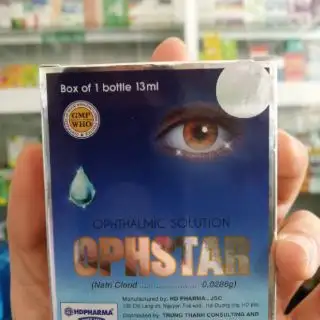 Box of 1 bottle 13ml
GMP
WHO
OPHTHALMIC SOLUTION
OPHSTAR
(Natri Cloud ........................ 0.0286g)
HDPHARMA
Manufactured by: HD PHARMA., JSC
Distributed by: TRUNG THANH CONSULTING AND